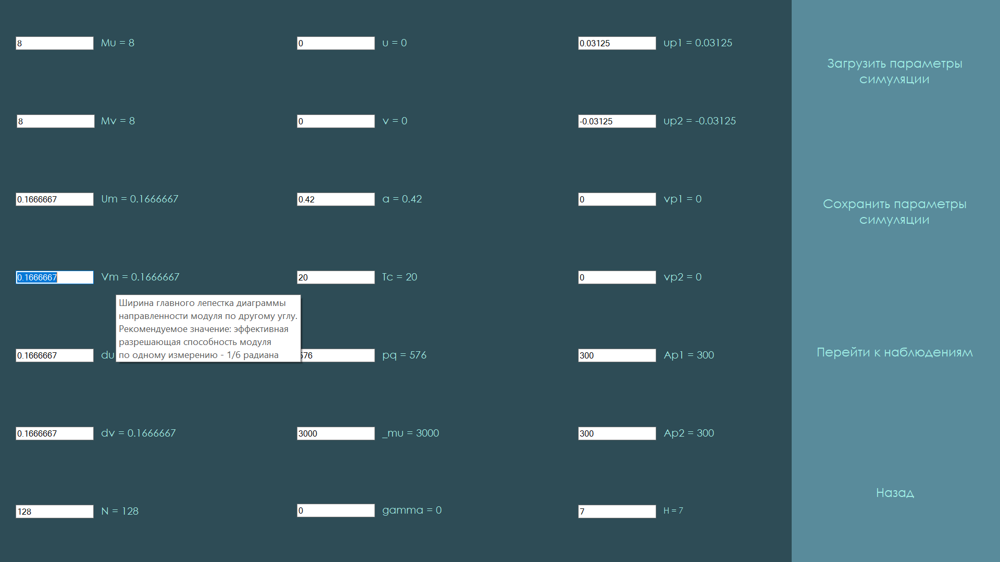 8 Mu = 8
0 u = 0
0.03125 up1 = 0.03125
Загрузить параметры
симуляции
8 Mv = 8
0 v = 0
-0.03125 up2 = -0.03125
0.1666667 Um = 0.1666667
0.42 a = 0.42
0 vp1 = 0
Сохранить параметры
симуляции
0.1666667 Vm = 0.1666667
20 Tc = 20
0 vp2 = 0
Ширина главного лепестка диаграммы
направленности модуля по другому углу.
Рекомендуемое значение: эффективная
разрешающая способность модуля
по одному измерению - 1/6 радиана
0.1666667 du
576 pq = 576
300 Ap1 = 300
Перейти к наблюдениям
0.1666667 dv = 0.1666667
3000 _mu = 3000
300 Ap2 = 300
128 N = 128
0 gamma = 0
7 H = 7
Назад